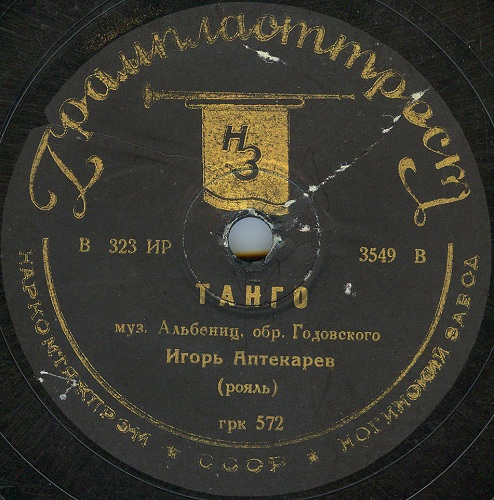 Грампласттрест
НЗ
В 323 ИР
3549 В
ТАНГО
муз. Альбениц, обр. Годовского
Игорь Аптекарев
(рояль)
грк 572
НАРКОМТЯЖПРОМ ★ СССР ★ НОГИНСКИЙ ЗАВОД